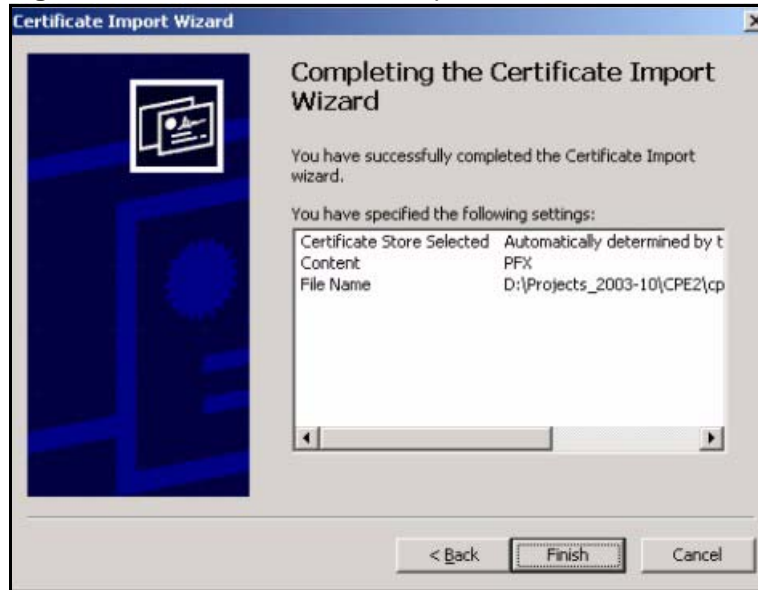 Certificate Import Wizard
Completing the Certificate Import
Wizard
You have successfully completed the Certificate Import
wizard.
You have specified the following settings:
Certificate Store Selected Automatically determined by t
Content PFX
File Name D:\Projects_2003-10\CPE2\cp
< Back Finish Cancel